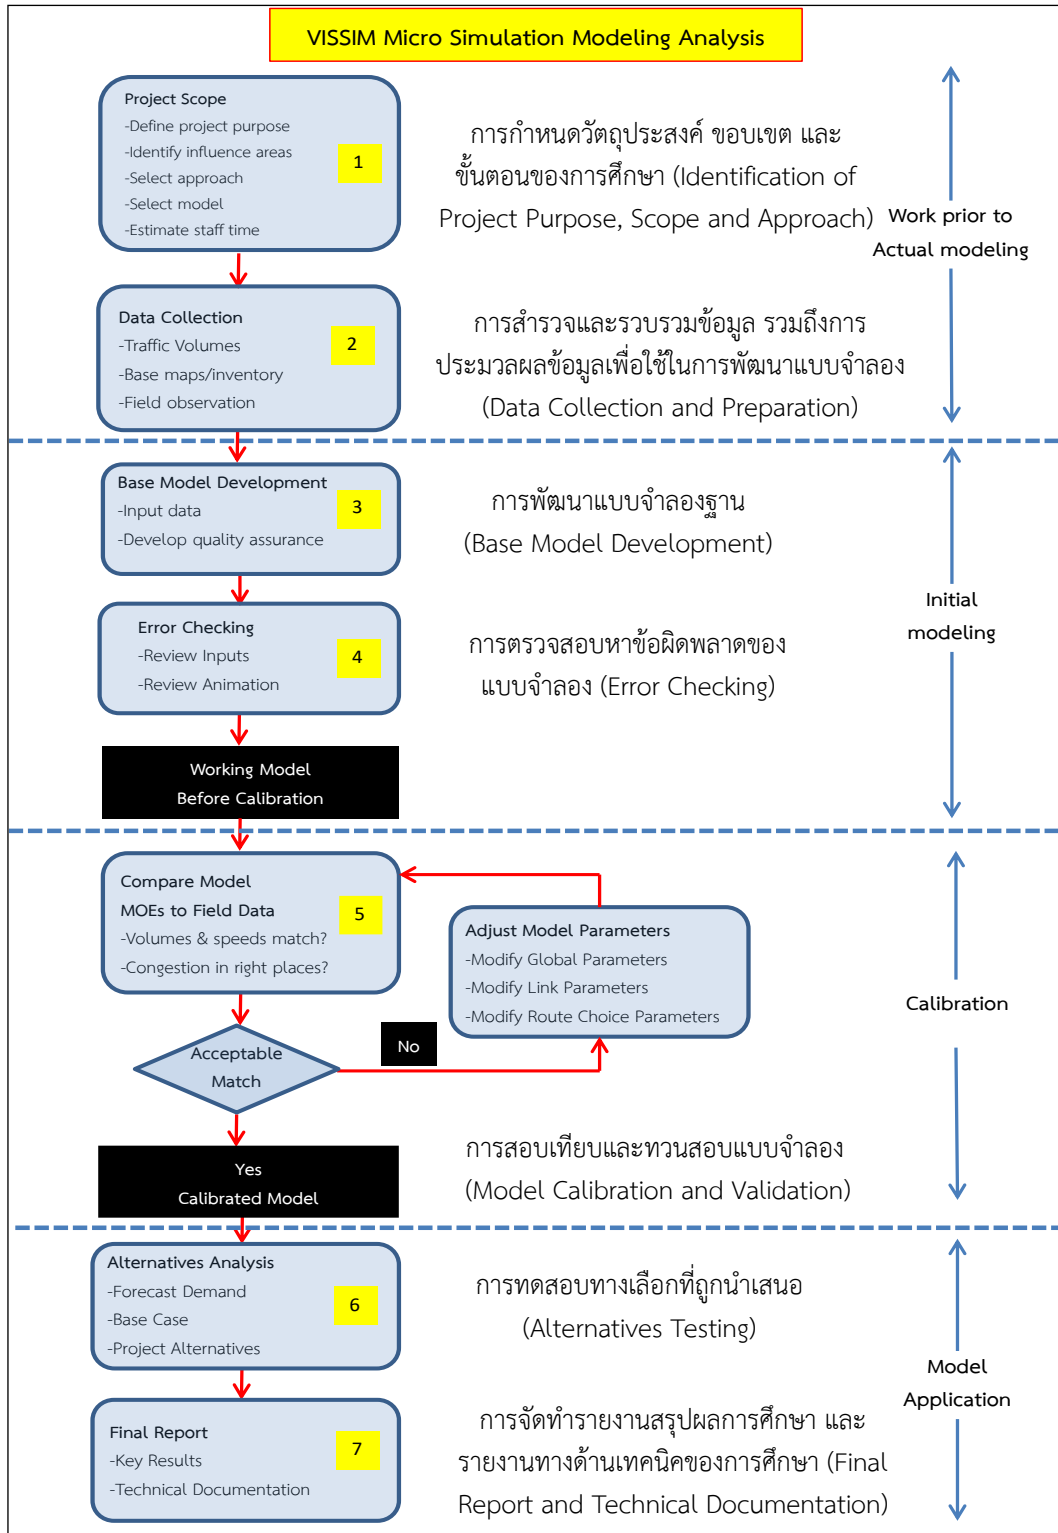 VISSIM Micro Simulation Modeling Analysis
Project Scope
-Define project purpose
-Identify influence areas
-Select approach
-Select model
-Estimate staff time
1
การกำหนดวัตถุประสงค์ ขอบเขต และ
ขั้นตอนของการศึกษา (Identification of
Project Purpose, Scope and Approach)
Work prior to
Actual modeling
Data Collection
-Traffic Volumes
-Base maps/inventory
-Field observation
2
การสำรวจและรวบรวมข้อมูล รวมถึงการ
ประมวลผลข้อมูลเพื่อใช้ในการพัฒนาแบบจำลอง
(Data Collection and Preparation)
Base Model Development
-Input data
-Develop quality assurance
3
การพัฒนาแบบจำลองฐาน
(Base Model Development)
Initial
modeling
Error Checking
-Review Inputs
-Review Animation
4
การตรวจสอบหาข้อผิดพลาดของ
แบบจำลอง (Error Checking)
Working Model
Before Calibration
Compare Model
MOEs to Field Data
-Volumes & speeds match?
-Congestion in right places?
5
Adjust Model Parameters
-Modify Global Parameters
-Modify Link Parameters
-Modify Route Choice Parameters
Calibration
Acceptable
Match
No
Yes
Calibrated Model
การสอบเทียบและทวนสอบแบบจำลอง
(Model Calibration and Validation)
Alternatives Analysis
-Forecast Demand
-Base Case
-Project Alternatives
6
การทดสอบทางเลือกที่ถูกนำเสนอ
(Alternatives Testing)
Model
Application
Final Report
-Key Results
-Technical Documentation
7
การจัดทำรายงานสรุปผลการศึกษา และ
รายงานทางด้านเทคนิคของการศึกษา (Final
Report and Technical Documentation)